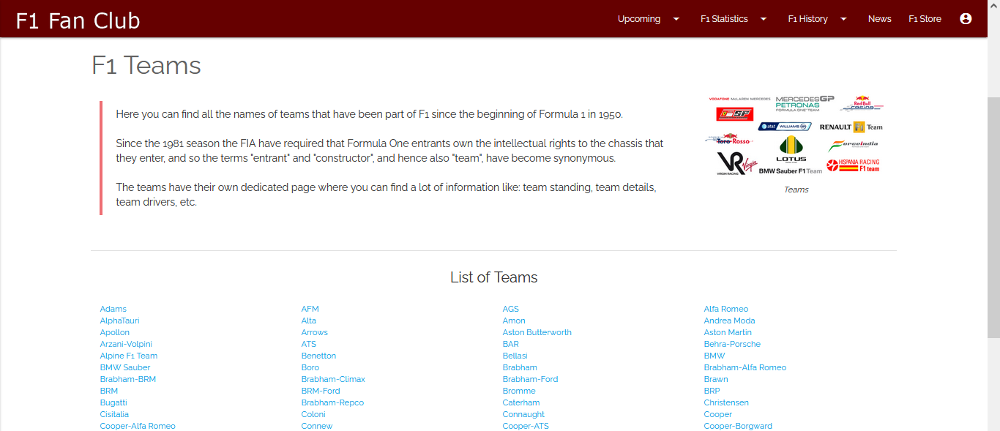 F1 Fan Club
Upcoming
F1 Statistics
F1 History
News
F1 Store
F1 Teams
Here you can find all the names of teams that have been part of F1 since the beginning of Formula 1 in 1950.
Since the 1981 season the FIA have required that Formula One entrants own the intellectual rights to the chassis that
they enter, and so the terms "entrant" and "constructor", and hence also "team", have become synonymous.
The teams have their own dedicated page where you can find a lot of information like: team standing, team details,
team drivers, etc.
VODAFONE McLAREN MERCEDES
MERCEDES GP
PETRONAS
FORMULA ONE TEAM
Red Bull
racing
SF
AT&T WILLIAMS
RENAULT F1 Team
Toro Rosso
LOTUS
Force India
VR Virgin
VIRGIN RACING
BMW Sauber F1 Team
HISPANIA RACING
F1 team
Teams
List of Teams
Adams AFM AGS Alfa Romeo
AlphaTauri Alta Amon Andrea Moda
Apollon Arrows Aston Butterworth Aston Martin
Arzani-Volpini ATS BAR Behra-Porsche
Alpine F1 Team Benetton Bellasi BMW
BMW Sauber Boro Brabham Brabham-Alfa Romeo
Brabham-BRM Brabham-Climax Brabham-Ford Brawn
BRM BRM-Ford Bromme BRP
Bugatti Brabham-Repco Caterham Christensen
Cisitalia Coloni Connaught Cooper
Cooper-Alfa Romeo Connew Cooper-ATS Cooper-Borgward